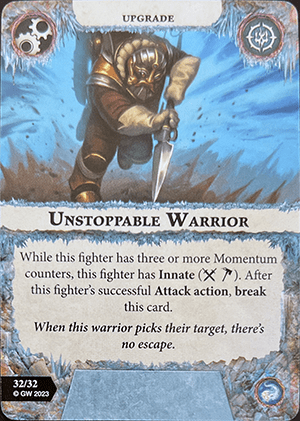 UPGRADE
UNSTOPPABLE WARRIOR
While this fighter has three or more Momentum
counters, this fighter has Innate ( ). After
this fighter's successful Attack action, break
this card.
When this warrior picks their target, there's
no escape.
32/32
© GW 2023